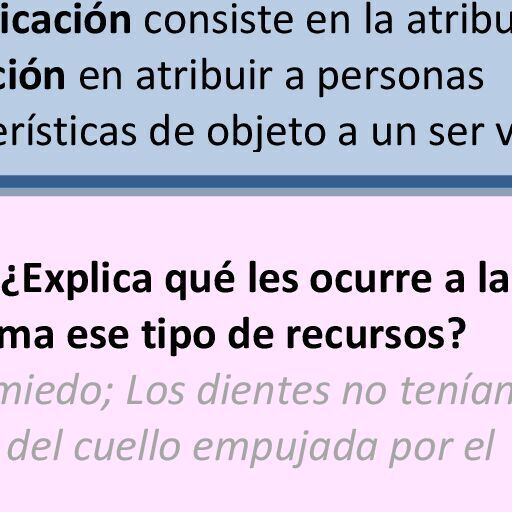 icación consiste en la atribu
ción en atribuir a personas
erísticas de objeto a un ser v
¿Explica qué les ocurre a la
ma ese tipo de recursos?
miedo; Los dientes no tenían
del cuello empujada por el